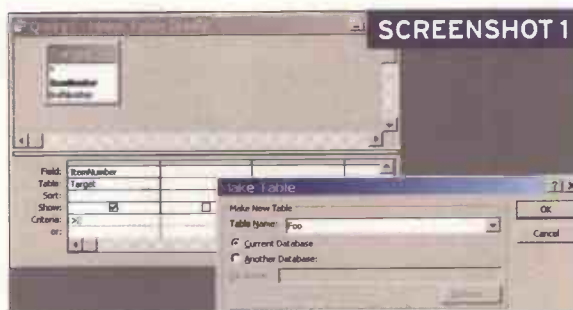 SCREENSHOT 1
ItemNumber
Field: ItemNumber
Table: Target
Sort:
Show:
Criteria: >
or:
Make Table
Make New Table
Table Name: Foo
Current Database
Another Database:
OK
Cancel